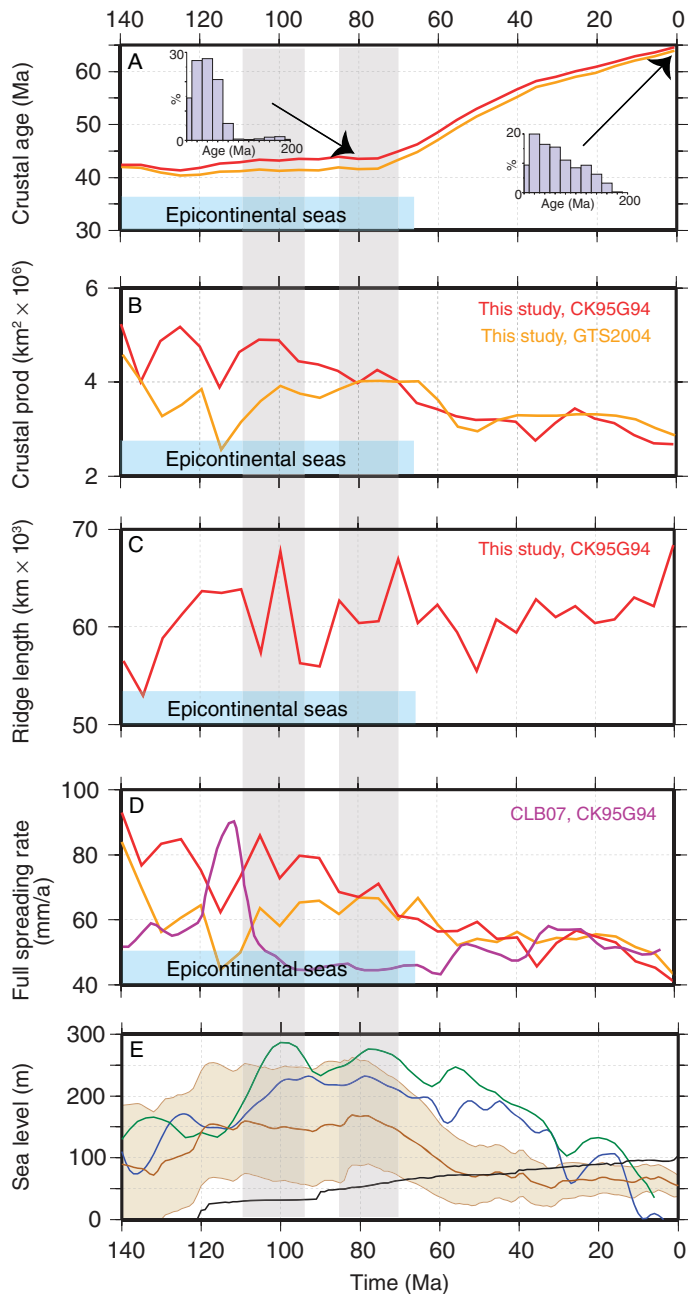 140 120 100 80 60 40 20 0
A
Crustal age (Ma)
60
50
40
30
30
%
0
Age (Ma) 200
20
%
0
Age (Ma) 200
Epicontinental seas
B
Crustal prod (km² × 10⁶)
6
4
2
This study, CK95G94
This study, GTS2004
Epicontinental seas
C
Ridge length (km × 10³)
70
60
50
This study, CK95G94
Epicontinental seas
D
Full spreading rate
(mm/a)
100
80
60
40
CLB07, CK95G94
Epicontinental seas
E
Sea level (m)
300
200
100
0
140 120 100 80 60 40 20 0
Time (Ma)